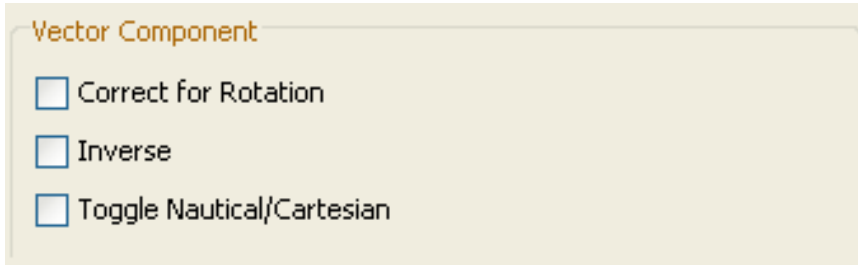 Vector Component
Correct for Rotation
Inverse
Toggle Nautical/Cartesian